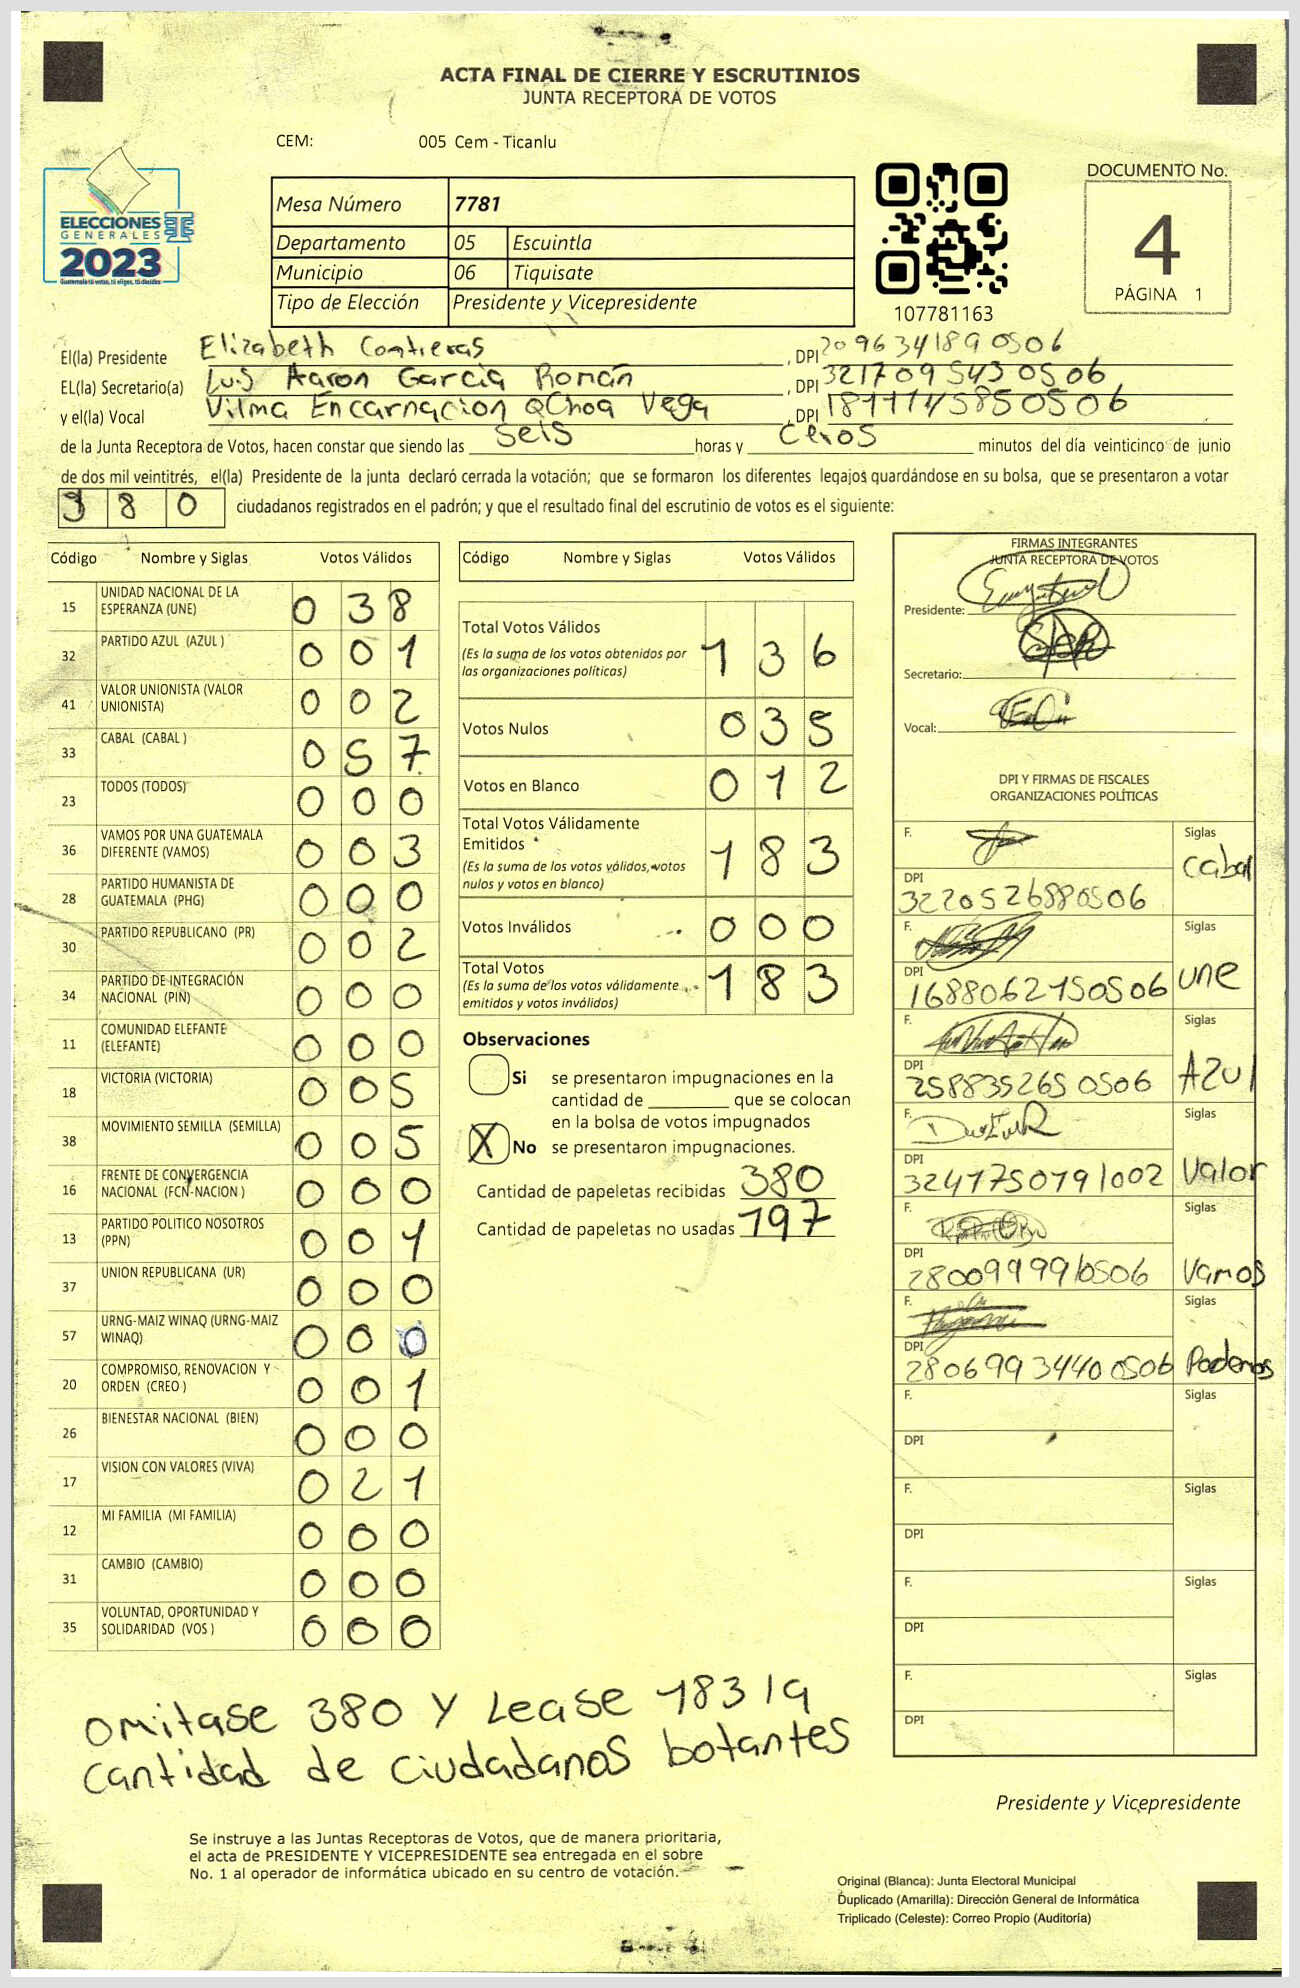 ACTA FINAL DE CIERRE Y ESCRUTINIOS
JUNTA RECEPTORA DE VOTOS
CEM: 005 Cem - Ticanlu
ELECCIONES
GENERALES
2023
Guatemala tú votas, tú eliges, tú decides
Mesa Número 7781
Departamento 05 Escuintla
Municipio 06 Tiquisate
Tipo de Elección Presidente y Vicepresidente
107781163
DOCUMENTO No.
4
PÁGINA 1
El(la) Presidente Elizabeth Contreras, DPI 2096341890506
EL(la) Secretario(a) Luis Aaron Garcia Román, DPI 3217095430506
y el(la) Vocal Vilma Encarnacion Ochoa Vega, DPI 1811145850506
de la Junta Receptora de Votos, hacen constar que siendo las seis horas y ceros minutos del día veinticinco de junio
de dos mil veintitrés, el(la) Presidente de la junta declaró cerrada la votación; que se formaron los diferentes legajos guardándose en su bolsa, que se presentaron a votar
380 ciudadanos registrados en el padrón; y que el resultado final del escrutinio de votos es el siguiente:
Código Nombre y Siglas Votos Válidos
15 UNIDAD NACIONAL DE LA ESPERANZA (UNE) 0 3 8
32 PARTIDO AZUL (AZUL ) 0 0 1
41 VALOR UNIONISTA (VALOR UNIONISTA) 0 0 2
33 CABAL (CABAL ) 0 5 7
23 TODOS (TODOS) 0 0 0
36 VAMOS POR UNA GUATEMALA DIFERENTE (VAMOS) 0 0 3
28 PARTIDO HUMANISTA DE GUATEMALA (PHG) 0 0 0
30 PARTIDO REPUBLICANO (PR) 0 0 2
34 PARTIDO DE INTEGRACIÓN NACIONAL (PIN) 0 0 0
11 COMUNIDAD ELEFANTE (ELEFANTE) 0 0 0
18 VICTORIA (VICTORIA) 0 0 5
38 MOVIMIENTO SEMILLA (SEMILLA) 0 0 5
16 FRENTE DE CONVERGENCIA NACIONAL (FCN-NACION ) 0 0 0
13 PARTIDO POLITICO NOSOTROS (PPN) 0 0 1
37 UNION REPUBLICANA (UR) 0 0 0
57 URNG-MAIZ WINAQ (URNG-MAIZ WINAQ) 0 0 0
20 COMPROMISO, RENOVACION Y ORDEN (CREO ) 0 0 1
26 BIENESTAR NACIONAL (BIEN) 0 0 0
17 VISION CON VALORES (VIVA) 0 2 1
12 MI FAMILIA (MI FAMILIA) 0 0 0
31 CAMBIO (CAMBIO) 0 0 0
35 VOLUNTAD, OPORTUNIDAD Y SOLIDARIDAD (VOS ) 0 0 0
Código Nombre y Siglas Votos Válidos
Total Votos Válidos 1 3 6
(Es la suma de los votos obtenidos por
las organizaciones políticas)
Votos Nulos 0 3 5
Votos en Blanco 0 1 2
Total Votos Válidamente
Emitidos 1 8 3
(Es la suma de los votos válidos, votos
nulos y votos en blanco)
Votos Inválidos 0 0 0
Total Votos 1 8 3
(Es la suma de los votos válidamente
emitidos y votos inválidos)
Observaciones
Si se presentaron impugnaciones en la
cantidad de ________ que se colocan
en la bolsa de votos impugnados
X No se presentaron impugnaciones.
Cantidad de papeletas recibidas 380
Cantidad de papeletas no usadas 197
FIRMAS INTEGRANTES
JUNTA RECEPTORA DE VOTOS
Presidente:
Secretario:
Vocal:
DPI Y FIRMAS DE FISCALES
ORGANIZACIONES POLÍTICAS
F. Siglas cabal
DPI 3220526880506
F. Siglas une
DPI 1688062150506
F. Siglas AZUl
DPI 2588352650506
F. Siglas Valor
DPI 3241750791002
F. Siglas Vamos
DPI 2800999910506
F. Siglas Podemos
DPI 28069934400506
F. Siglas
DPI
F. Siglas
DPI
F. Siglas
DPI
F. Siglas
DPI
omitase 380 Y Lease 183 la
cantidad de ciudadanos botantes
Presidente y Vicepresidente
Se instruye a las Juntas Receptoras de Votos, que de manera prioritaria,
el acta de PRESIDENTE Y VICEPRESIDENTE sea entregada en el sobre
No. 1 al operador de informática ubicado en su centro de votación.
Original (Blanca): Junta Electoral Municipal
Duplicado (Amarilla): Dirección General de Informática
Triplicado (Celeste): Correo Propio (Auditoría)